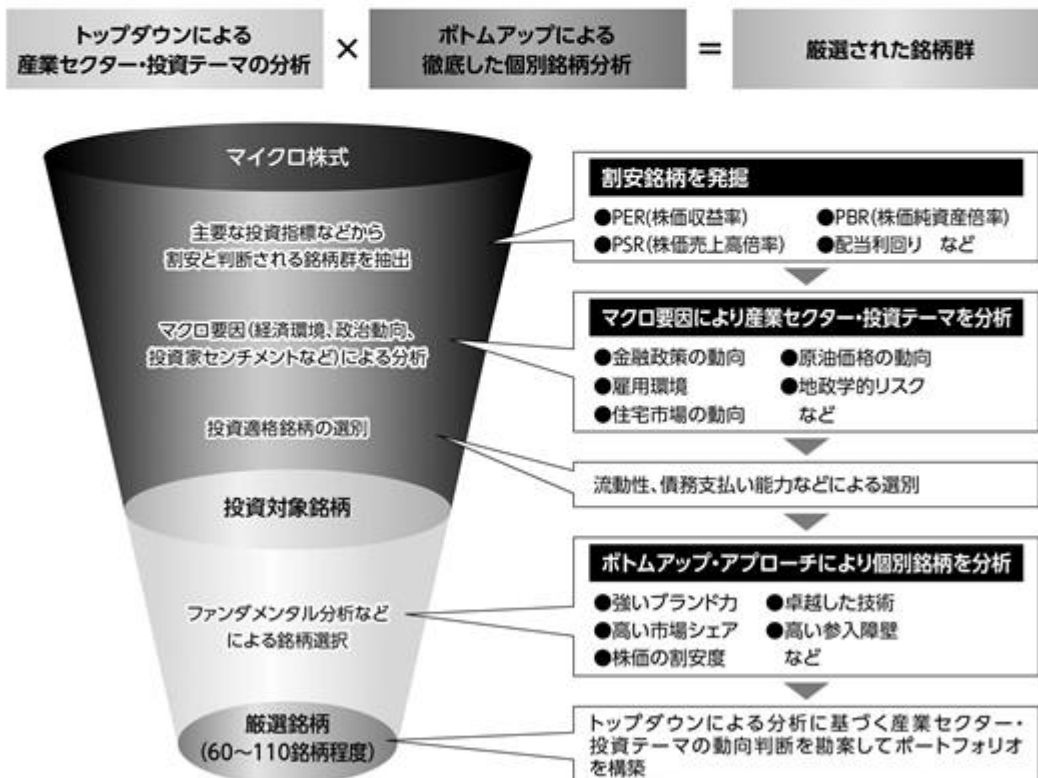 トップダウンによる
産業セクター・投資テーマの分析
×
ボトムアップによる
徹底した個別銘柄分析
=
厳選された銘柄群
マイクロ株式
主要な投資指標などから
割安と判断される銘柄群を抽出
マクロ要因(経済環境、政治動向、
投資家センチメントなど)による分析
投資適格銘柄の選別
投資対象銘柄
ファンダメンタル分析など
による銘柄選択
厳選銘柄
(60〜110銘柄程度)
割安銘柄を発掘
●PER(株価収益率) ●PBR(株価純資産倍率)
●PSR(株価売上高倍率) ●配当利回り など
マクロ要因により産業セクター・投資テーマを分析
●金融政策の動向 ●原油価格の動向
●雇用環境 ●地政学的リスク
●住宅市場の動向 など
流動性、債務支払い能力などによる選別
ボトムアップ・アプローチにより個別銘柄を分析
●強いブランド力 ●卓越した技術
●高い市場シェア ●高い参入障壁
●株価の割安度 など
トップダウンによる分析に基づく産業セクター・
投資テーマの動向判断を勘案してポートフォリオ
を構築